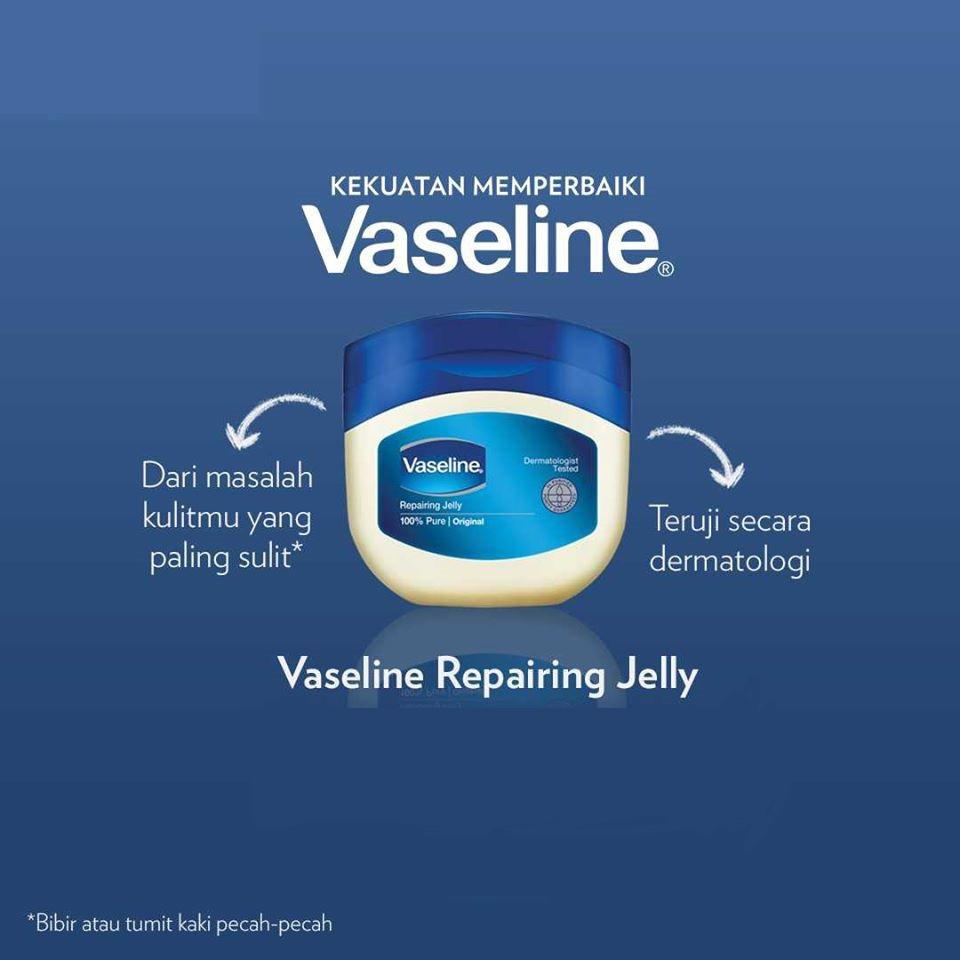 KEKUATAN MEMPERBAIKI
Vaseline®
Dari masalah
kulitmu yang
paling sulit*
Vaseline
Repairing Jelly
100% Pure | Original
Dermatologist
Tested
Teruji secara
dermatologi
Vaseline Repairing Jelly
*Bibir atau tumit kaki pecah-pecah